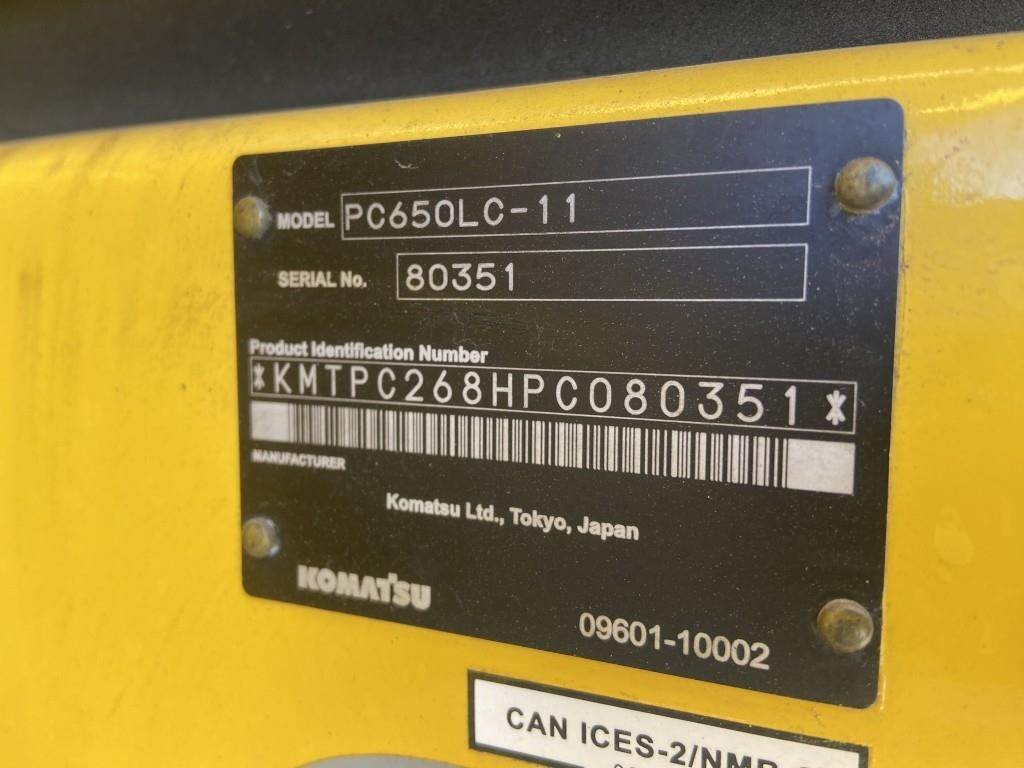 MODEL PC650LC-11
SERIAL No. 80351
Product Identification Number
*KMTPC268HPC080351*
MANUFACTURER
Komatsu Ltd., Tokyo, Japan
KOMATSU
09601-10002
CAN ICES-2/NMB